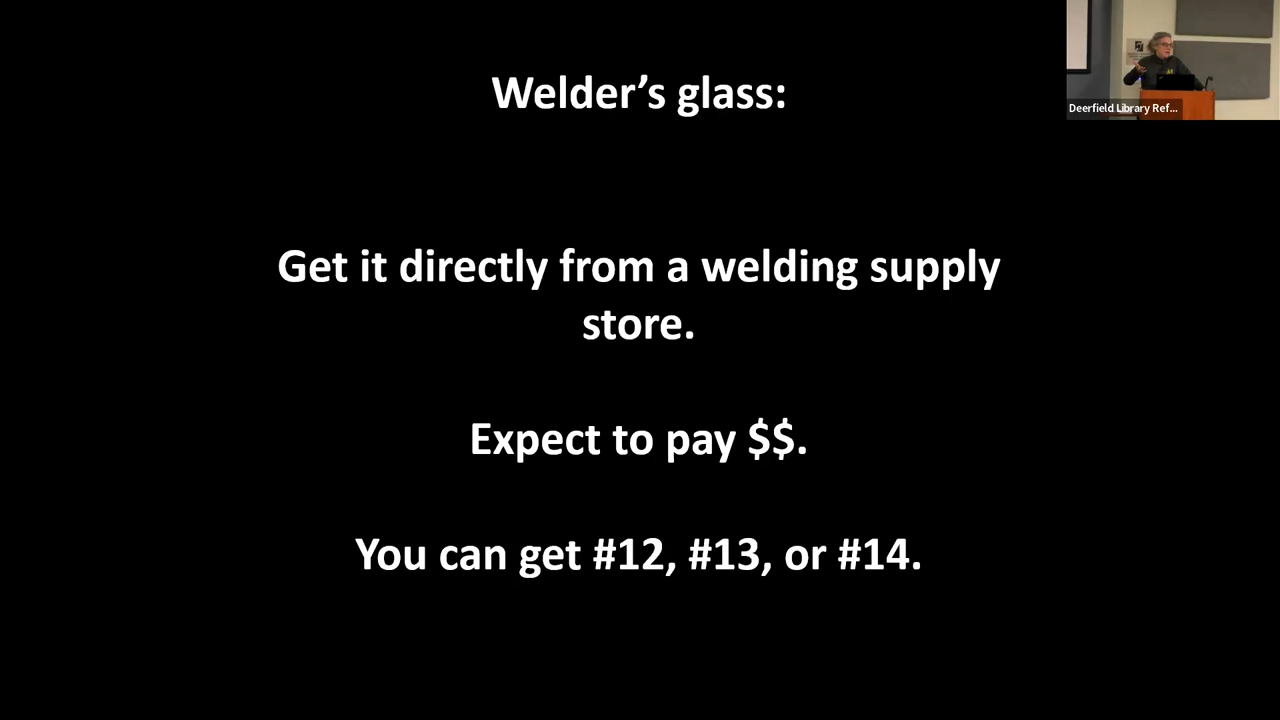 Welder’s glass:
Deerfield Library Ref...
Get it directly from a welding supply
store.
Expect to pay $$.
You can get #12, #13, or #14.